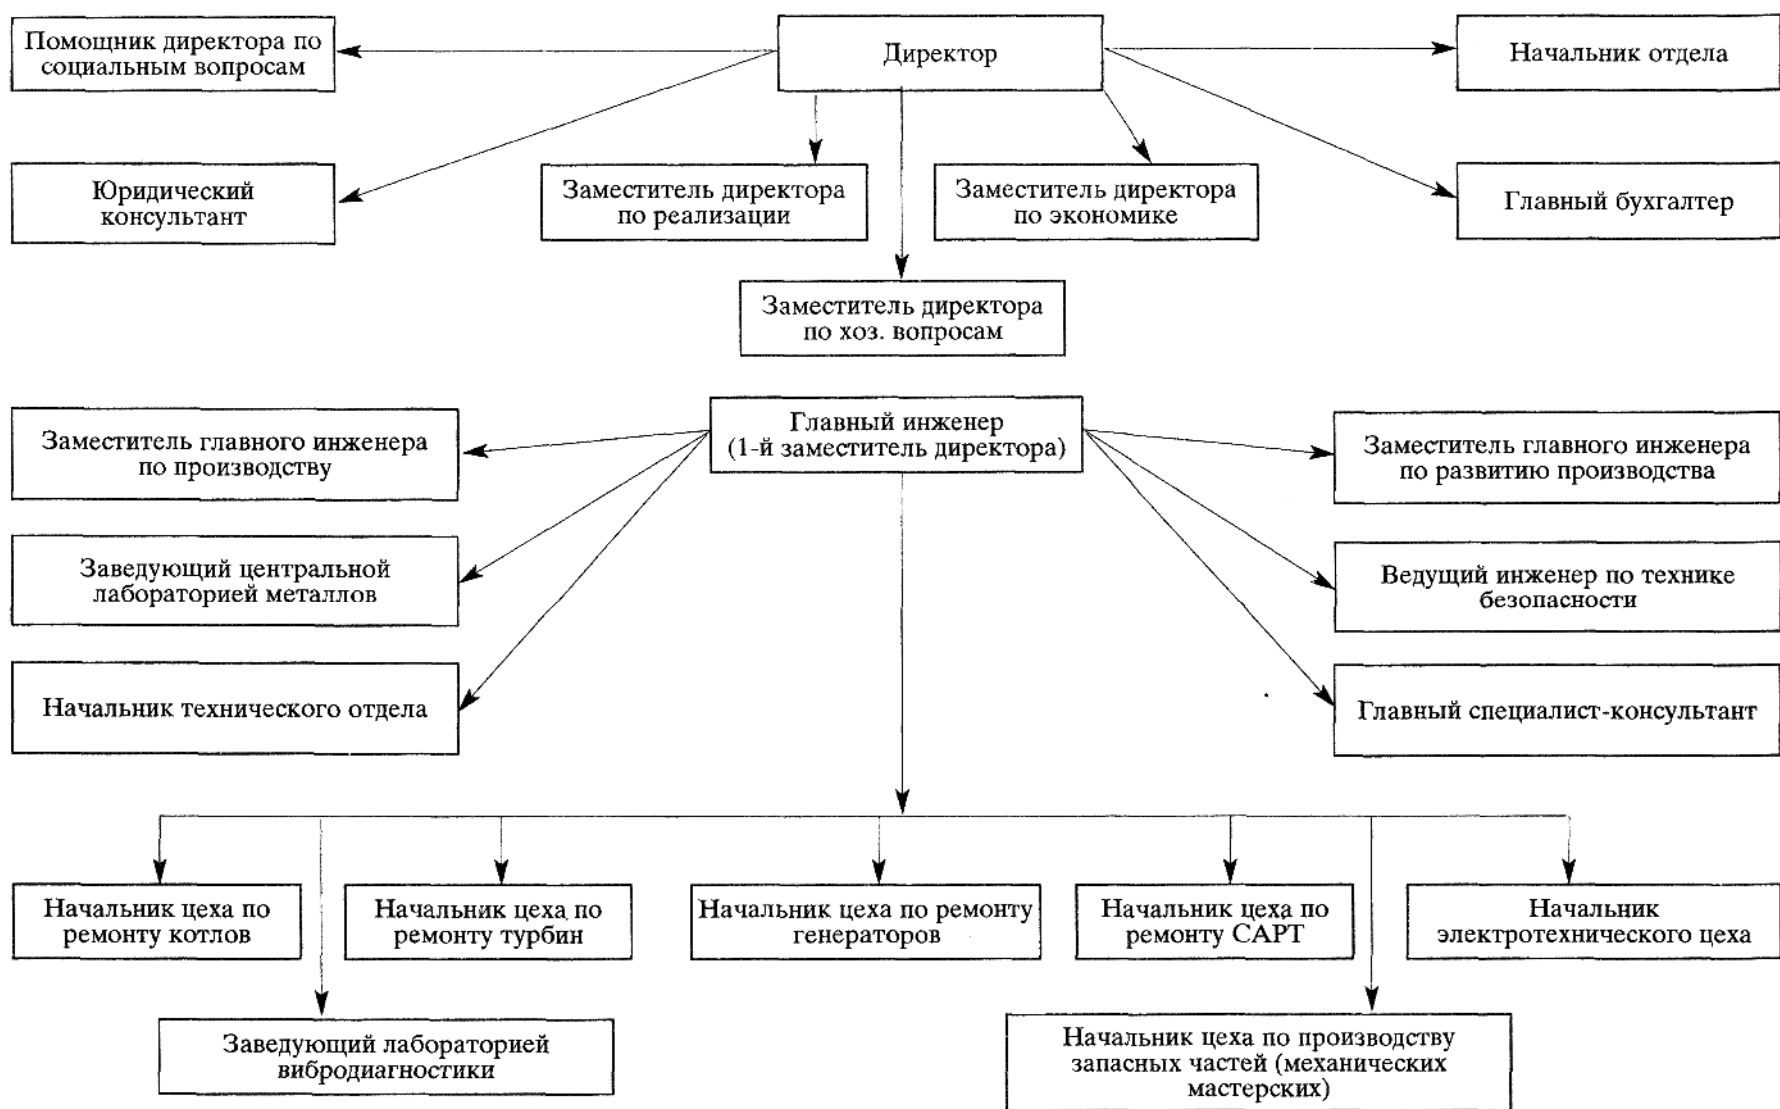 Помощник директора по
социальным вопросам
Директор
Начальник отдела
Юридический
консультант
Заместитель директора
по реализации
Заместитель директора
по экономике
Главный бухгалтер
Заместитель директора
по хоз. вопросам
Заместитель главного инженера
по производству
Главный инженер
(1-й заместитель директора)
Заместитель главного инженера
по развитию производства
Заведующий центральной
лабораторией металлов
Ведущий инженер по технике
безопасности
Начальник технического отдела
Главный специалист-консультант
Начальник цеха по
ремонту котлов
Начальник цеха по
ремонту турбин
Начальник цеха по ремонту
генераторов
Начальник цеха по
ремонту САРТ
Начальник
электротехнического цеха
Заведующий лабораторией
вибродиагностики
Начальник цеха по производству
запасных частей (механических
мастерских)